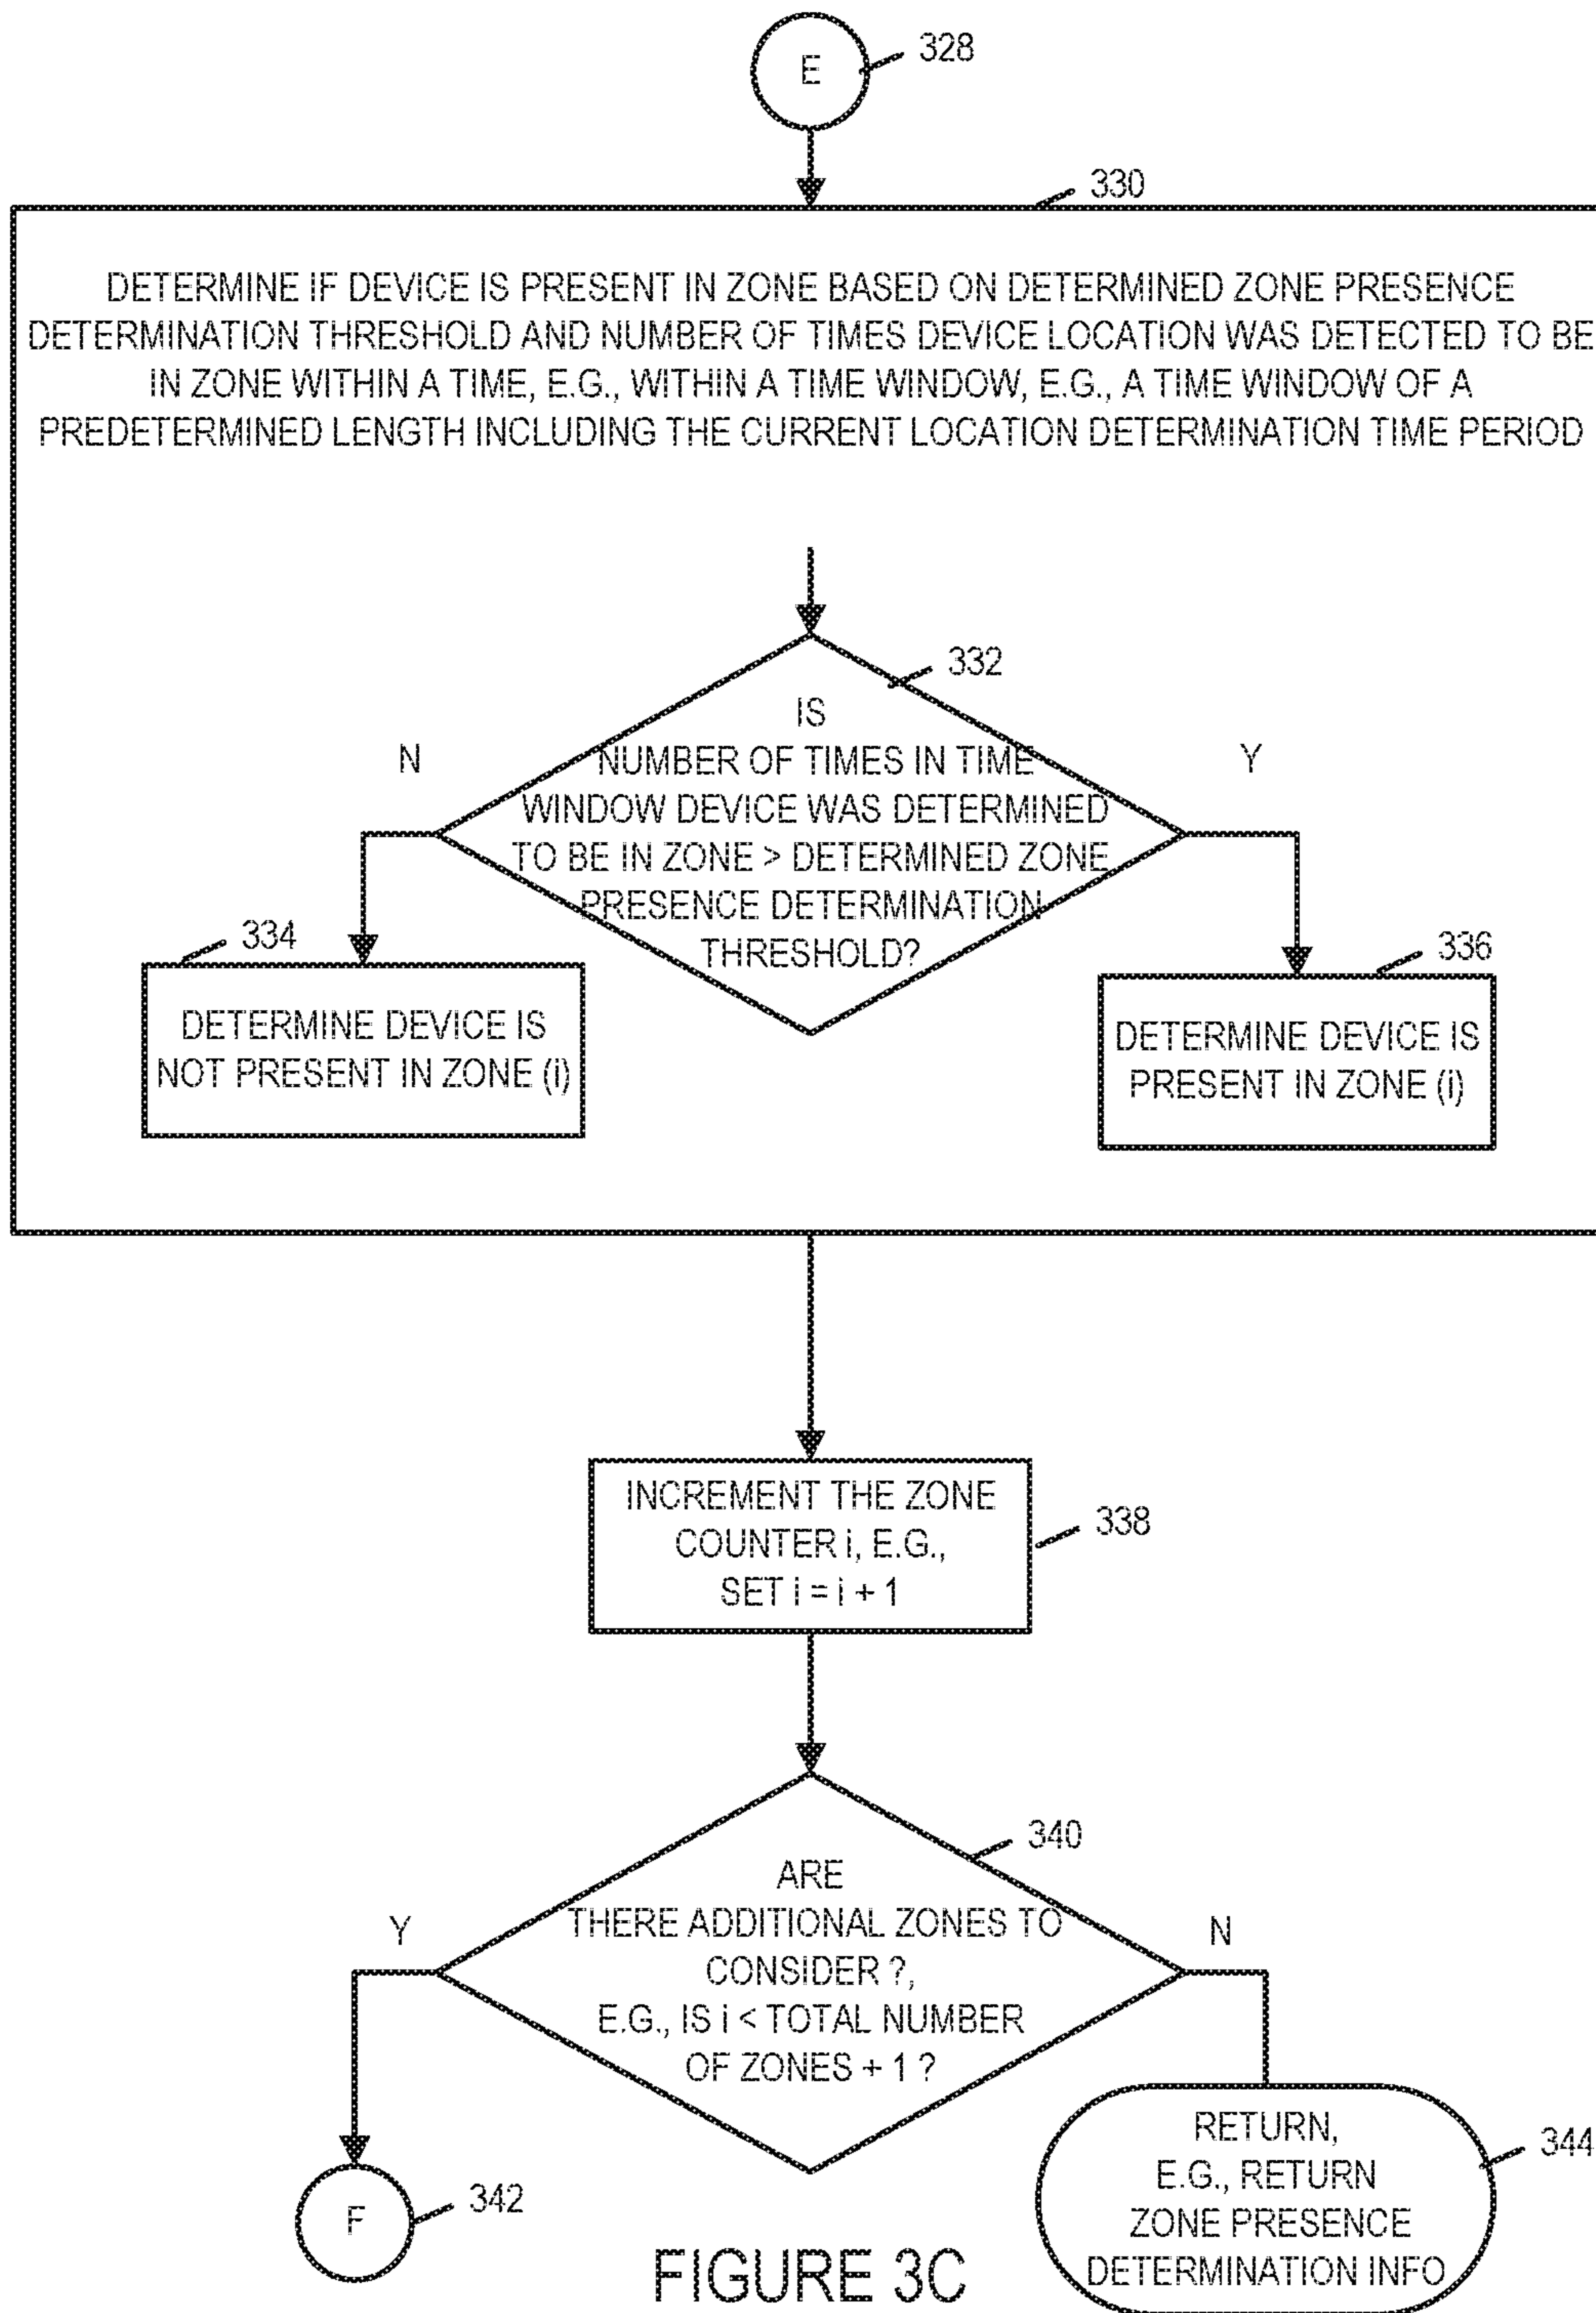 E
328
330
DETERMINE IF DEVICE IS PRESENT IN ZONE BASED ON DETERMINED ZONE PRESENCE
DETERMINATION THRESHOLD AND NUMBER OF TIMES DEVICE LOCATION WAS DETECTED TO BE
IN ZONE WITHIN A TIME, E.G., WITHIN A TIME WINDOW, E.G., A TIME WINDOW OF A
PREDETERMINED LENGTH INCLUDING THE CURRENT LOCATION DETERMINATION TIME PERIOD
332
N
Y
IS
NUMBER OF TIMES IN TIME
WINDOW DEVICE WAS DETERMINED
TO BE IN ZONE > DETERMINED ZONE
PRESENCE DETERMINATION
THRESHOLD?
334
DETERMINE DEVICE IS
NOT PRESENT IN ZONE (i)
336
DETERMINE DEVICE IS
PRESENT IN ZONE (i)
INCREMENT THE ZONE
COUNTER i, E.G.,
SET i = i + 1
338
340
Y
N
ARE
THERE ADDITIONAL ZONES TO
CONSIDER ?,
E.G., IS i < TOTAL NUMBER
OF ZONES + 1 ?
F
342
RETURN,
E.G., RETURN
ZONE PRESENCE
DETERMINATION INFO
344
FIGURE 3C